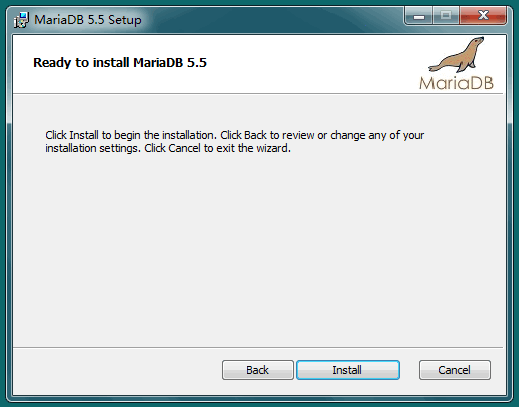 MariaDB 5.5 Setup
Ready to install MariaDB 5.5
MariaDB
Click Install to begin the installation. Click Back to review or change any of your
installation settings. Click Cancel to exit the wizard.
Back
Install
Cancel